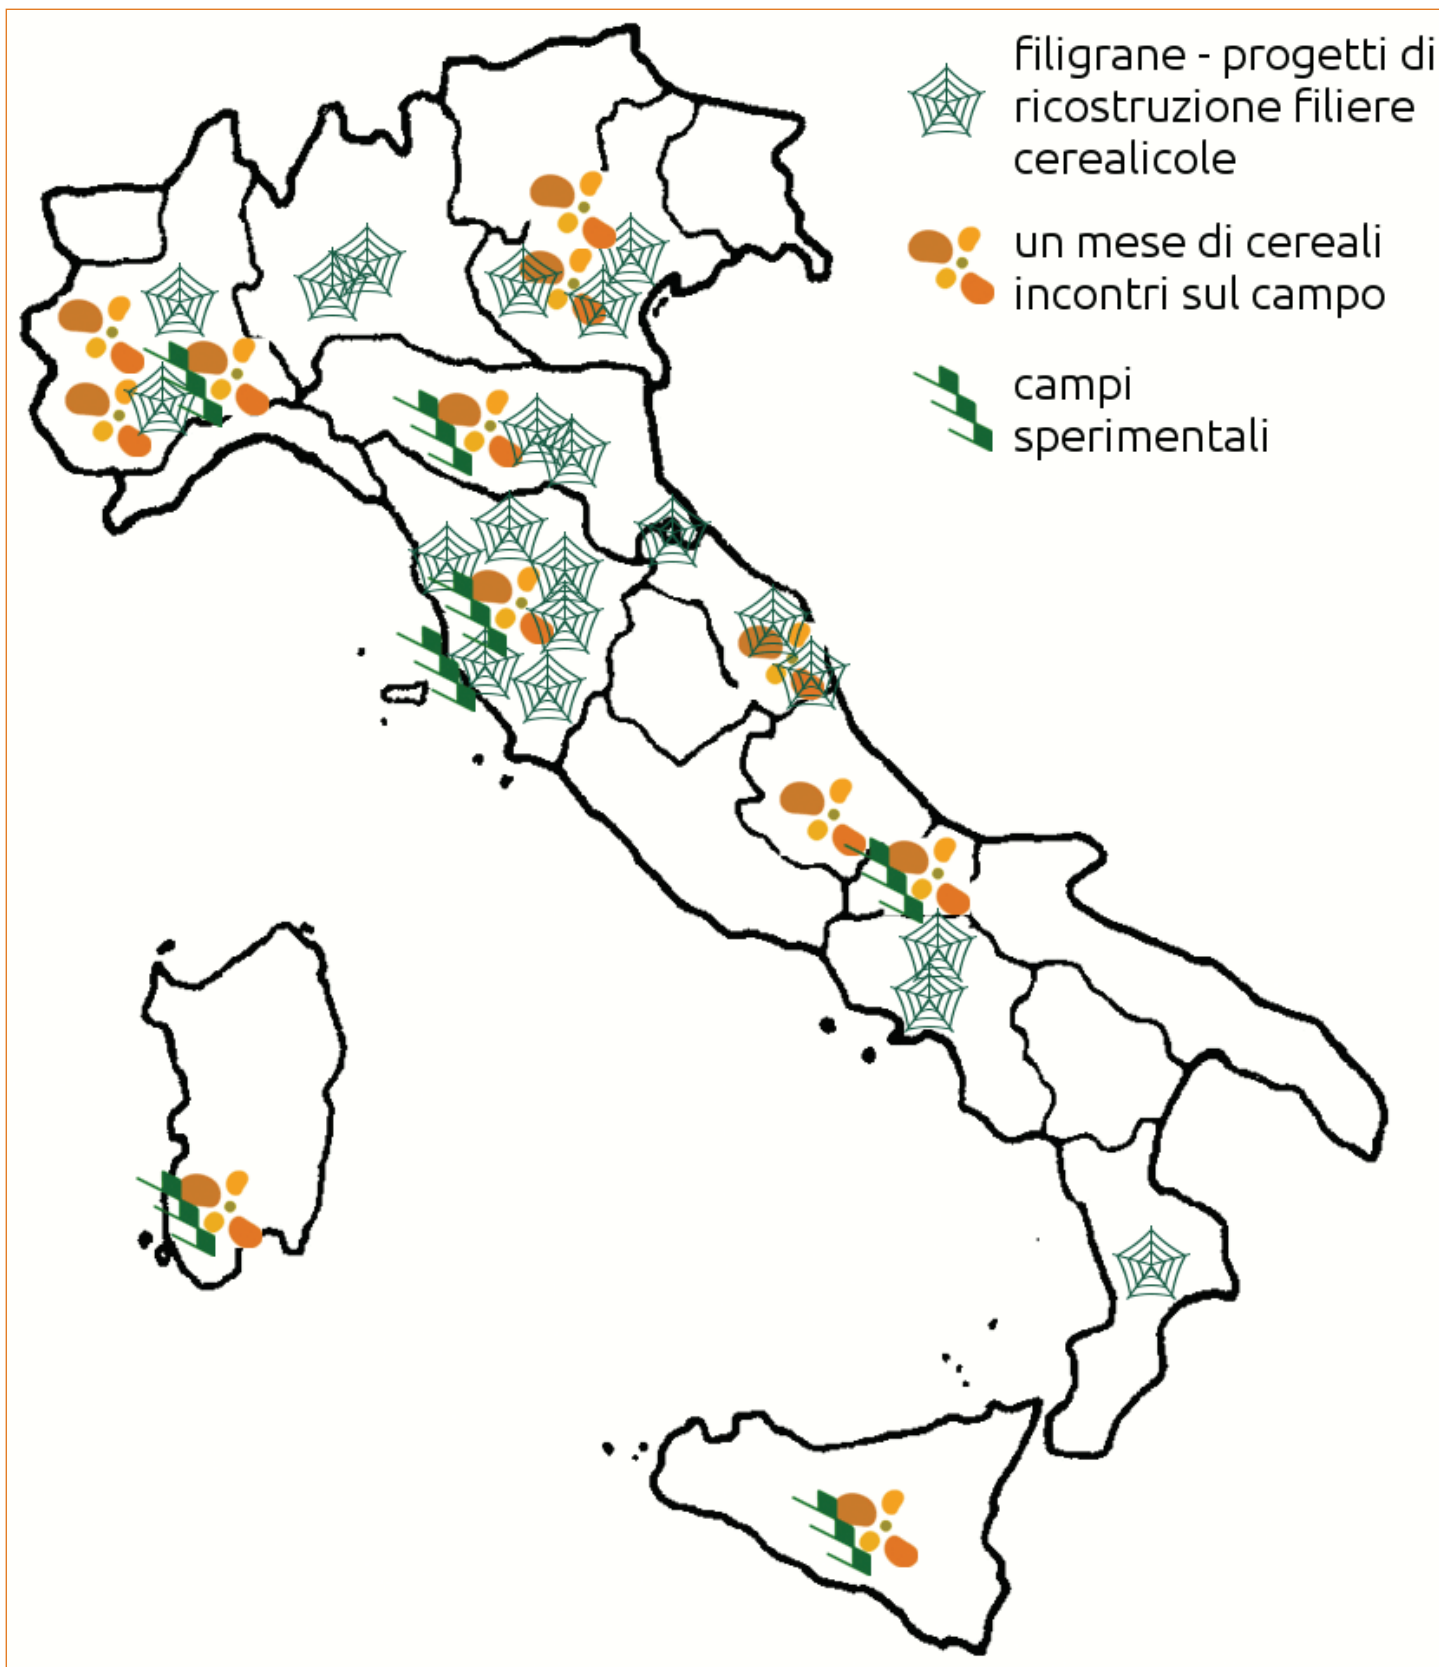 filigrane - progetti di
ricostruzione filiere
cerealicole
un mese di cereali
incontri sul campo
campi
sperimentali